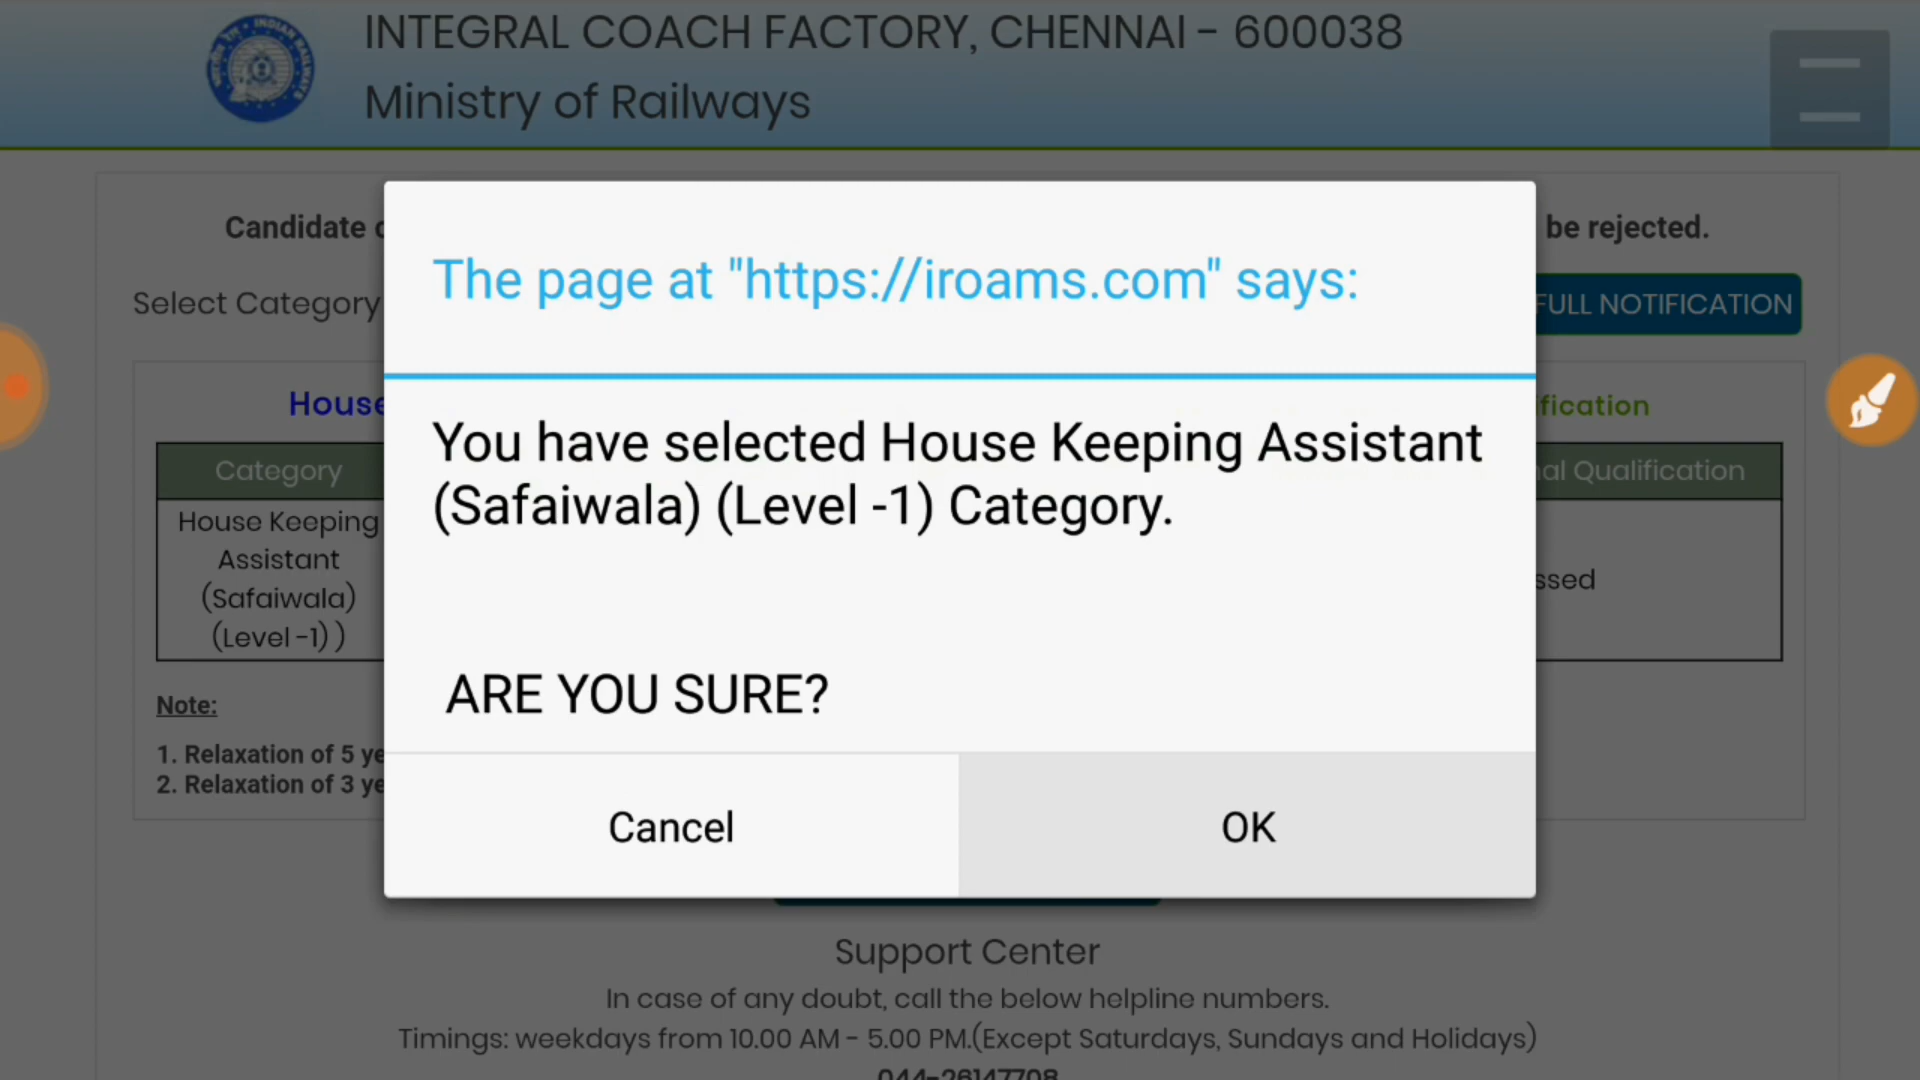 INTEGRAL COACH FACTORY, CHENNAI - 600038
Ministry of Railways
Candidate
be rejected.
Select Category
FULL NOTIFICATION
The page at "https://iroams.com" says:
House
fication
Category
al Qualification
House Keeping
Assistant
(Safaiwala)
(Level -1) )
ssed
You have selected House Keeping Assistant
(Safaiwala) (Level -1) Category.
ARE YOU SURE?
Note:
1. Relaxation of 5 ye
2. Relaxation of 3 ye
Cancel
OK
Support Center
In case of any doubt, call the below helpline numbers.
Timings: weekdays from 10.00 AM - 5.00 PM.(Except Saturdays, Sundays and Holidays)
044-26147708